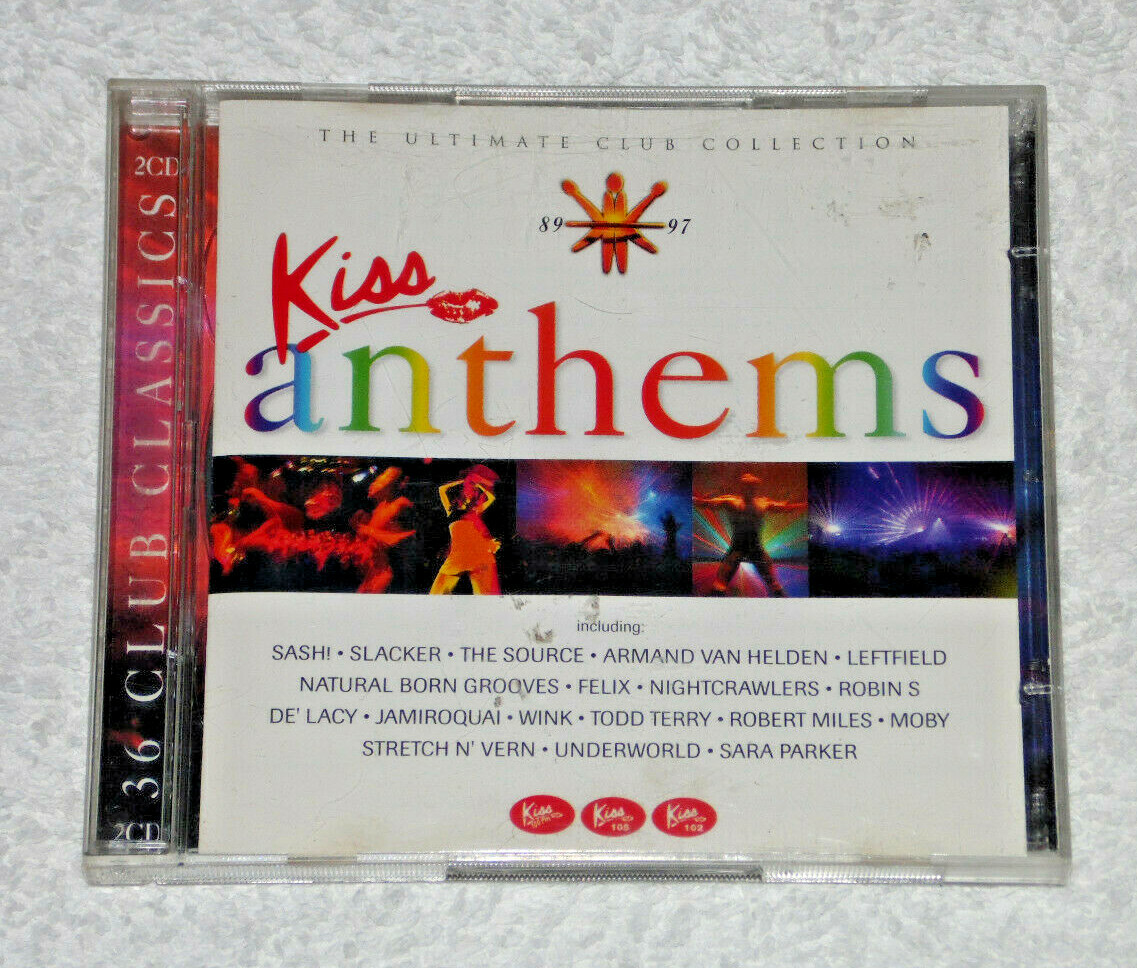 THE ULTIMATE CLUB COLLECTION
89 97
Kiss
anthems
including:
SASH! • SLACKER • THE SOURCE • ARMAND VAN HELDEN • LEFTFIELD
NATURAL BORN GROOVES • FELIX • NIGHTCRAWLERS • ROBIN S
DE' LACY • JAMIROQUAI • WINK • TODD TERRY • ROBERT MILES • MOBY
STRETCH N' VERN • UNDERWORLD • SARA PARKER
Kiss
Kiss 105
Kiss 102
2CD
36 CLUB CLASSICS
2CD